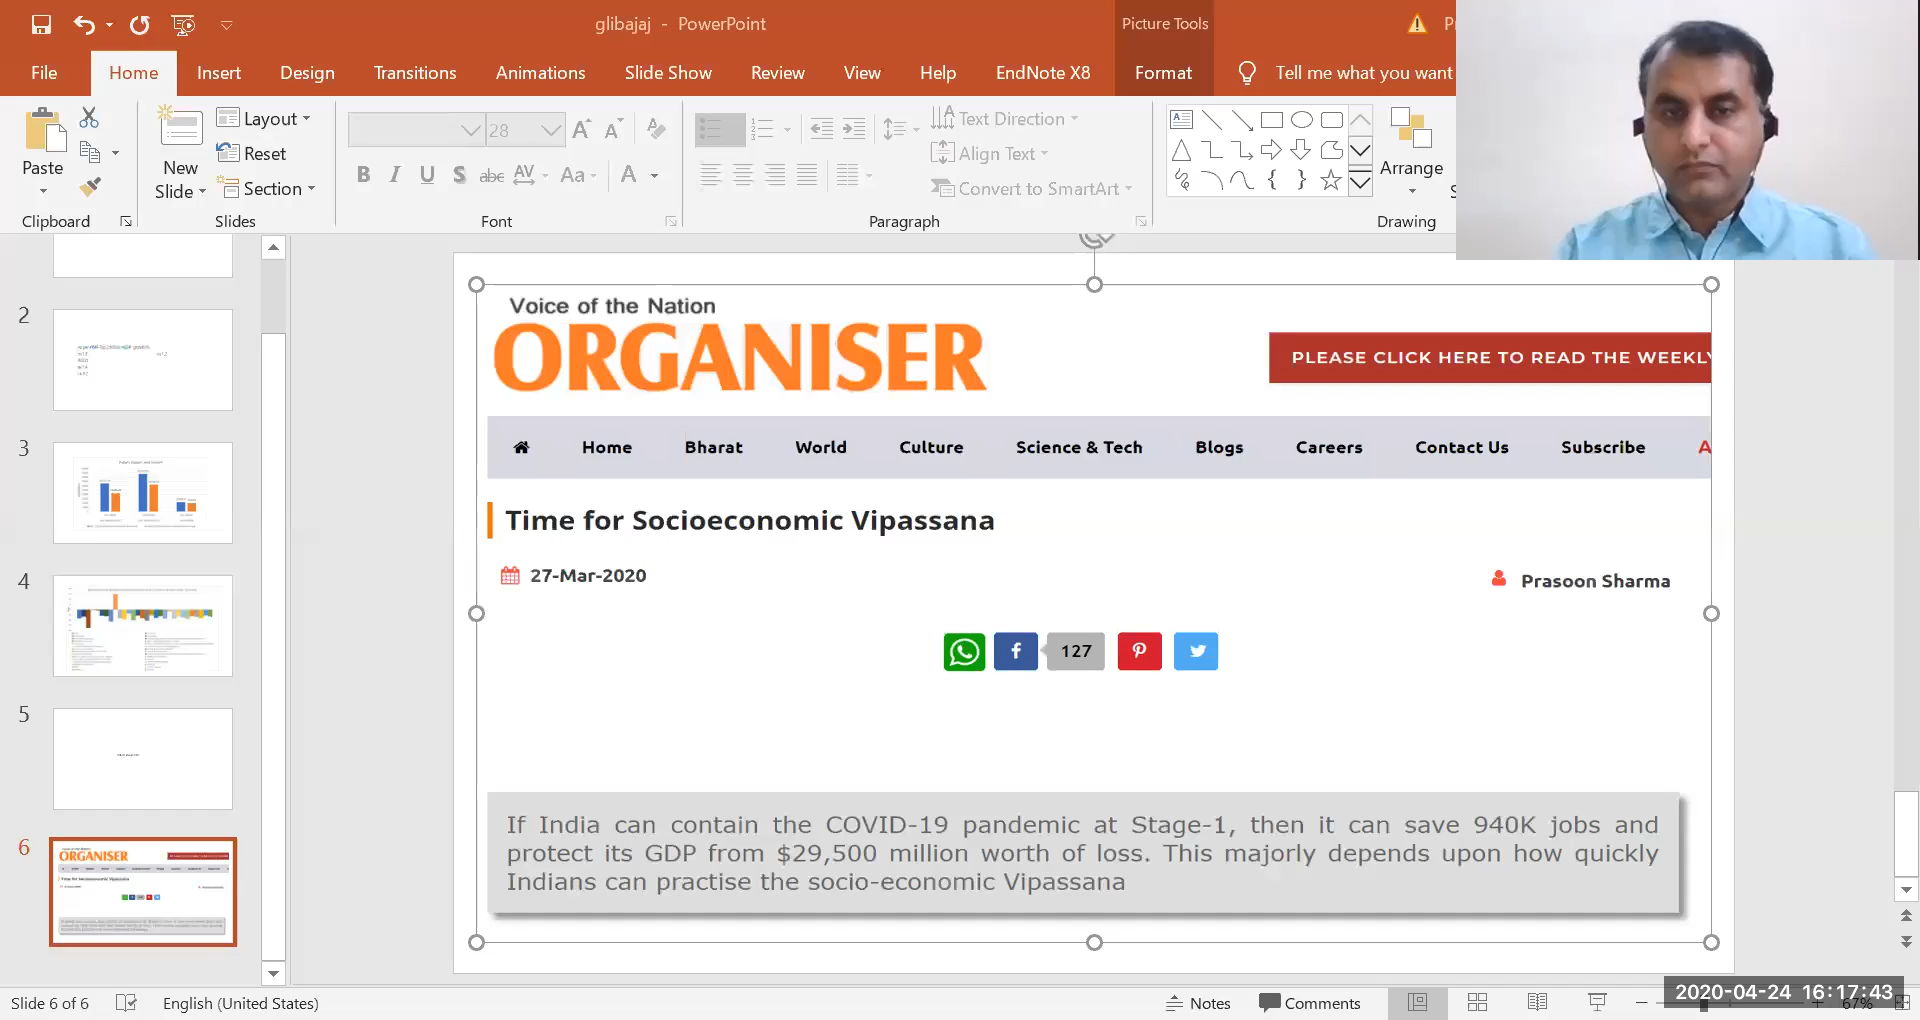 glibajaj - PowerPoint
Picture Tools
File Home Insert Design Transitions Animations Slide Show Review View Help EndNote X8 Format Tell me what you want
Paste
Clipboard
New
Slide
Layout
Reset
Section
Slides
28
B I U S abc AV Aa A
Font
Text Direction
Align Text
Convert to SmartArt
Paragraph
Arrange
Drawing
2
3
4
5
6
Voice of the Nation
ORGANISER
PLEASE CLICK HERE TO READ THE WEEKLY
Home Bharat World Culture Science & Tech Blogs Careers Contact Us Subscribe A
Time for Socioeconomic Vipassana
27-Mar-2020
Prasoon Sharma
127
If India can contain the COVID-19 pandemic at Stage-1, then it can save 940K jobs and
protect its GDP from $29,500 million worth of loss. This majorly depends upon how quickly
Indians can practise the socio-economic Vipassana
Slide 6 of 6 English (United States) Notes Comments 67%
2020-04-24 16:17:43